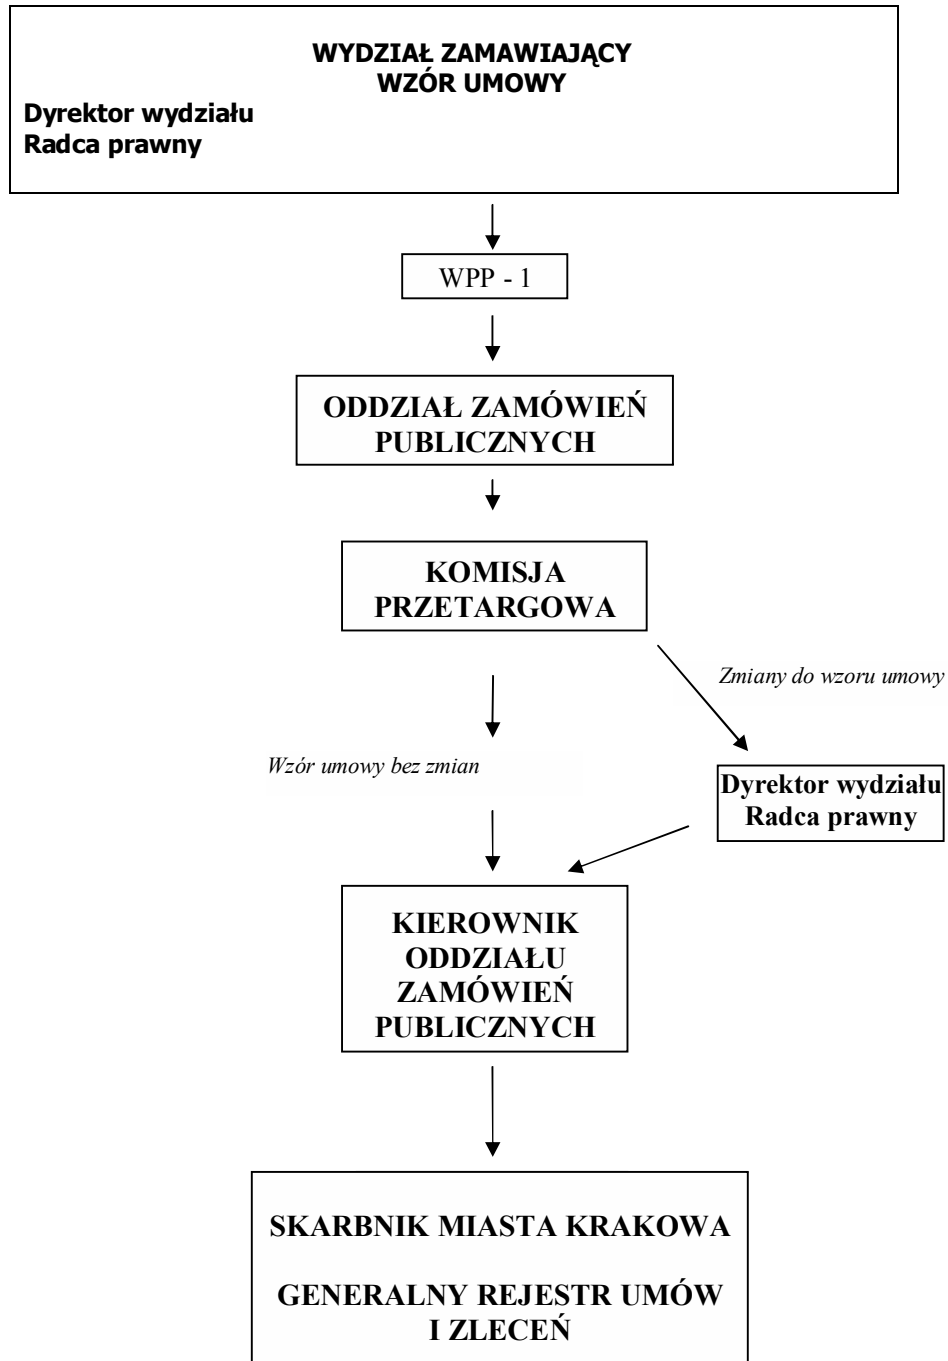 WYDZIAŁ ZAMAWIAJĄCY
WZÓR UMOWY
Dyrektor wydziału
Radca prawny
WPP - 1
ODDZIAŁ ZAMÓWIEŃ
PUBLICZNYCH
KOMISJA
PRZETARGOWA
Zmiany do wzoru umowy
Wzór umowy bez zmian
Dyrektor wydziału
Radca prawny
KIEROWNIK
ODDZIAŁU
ZAMÓWIEŃ
PUBLICZNYCH
SKARBNIK MIASTA KRAKOWA
GENERALNY REJESTR UMÓW
I ZLECEŃ